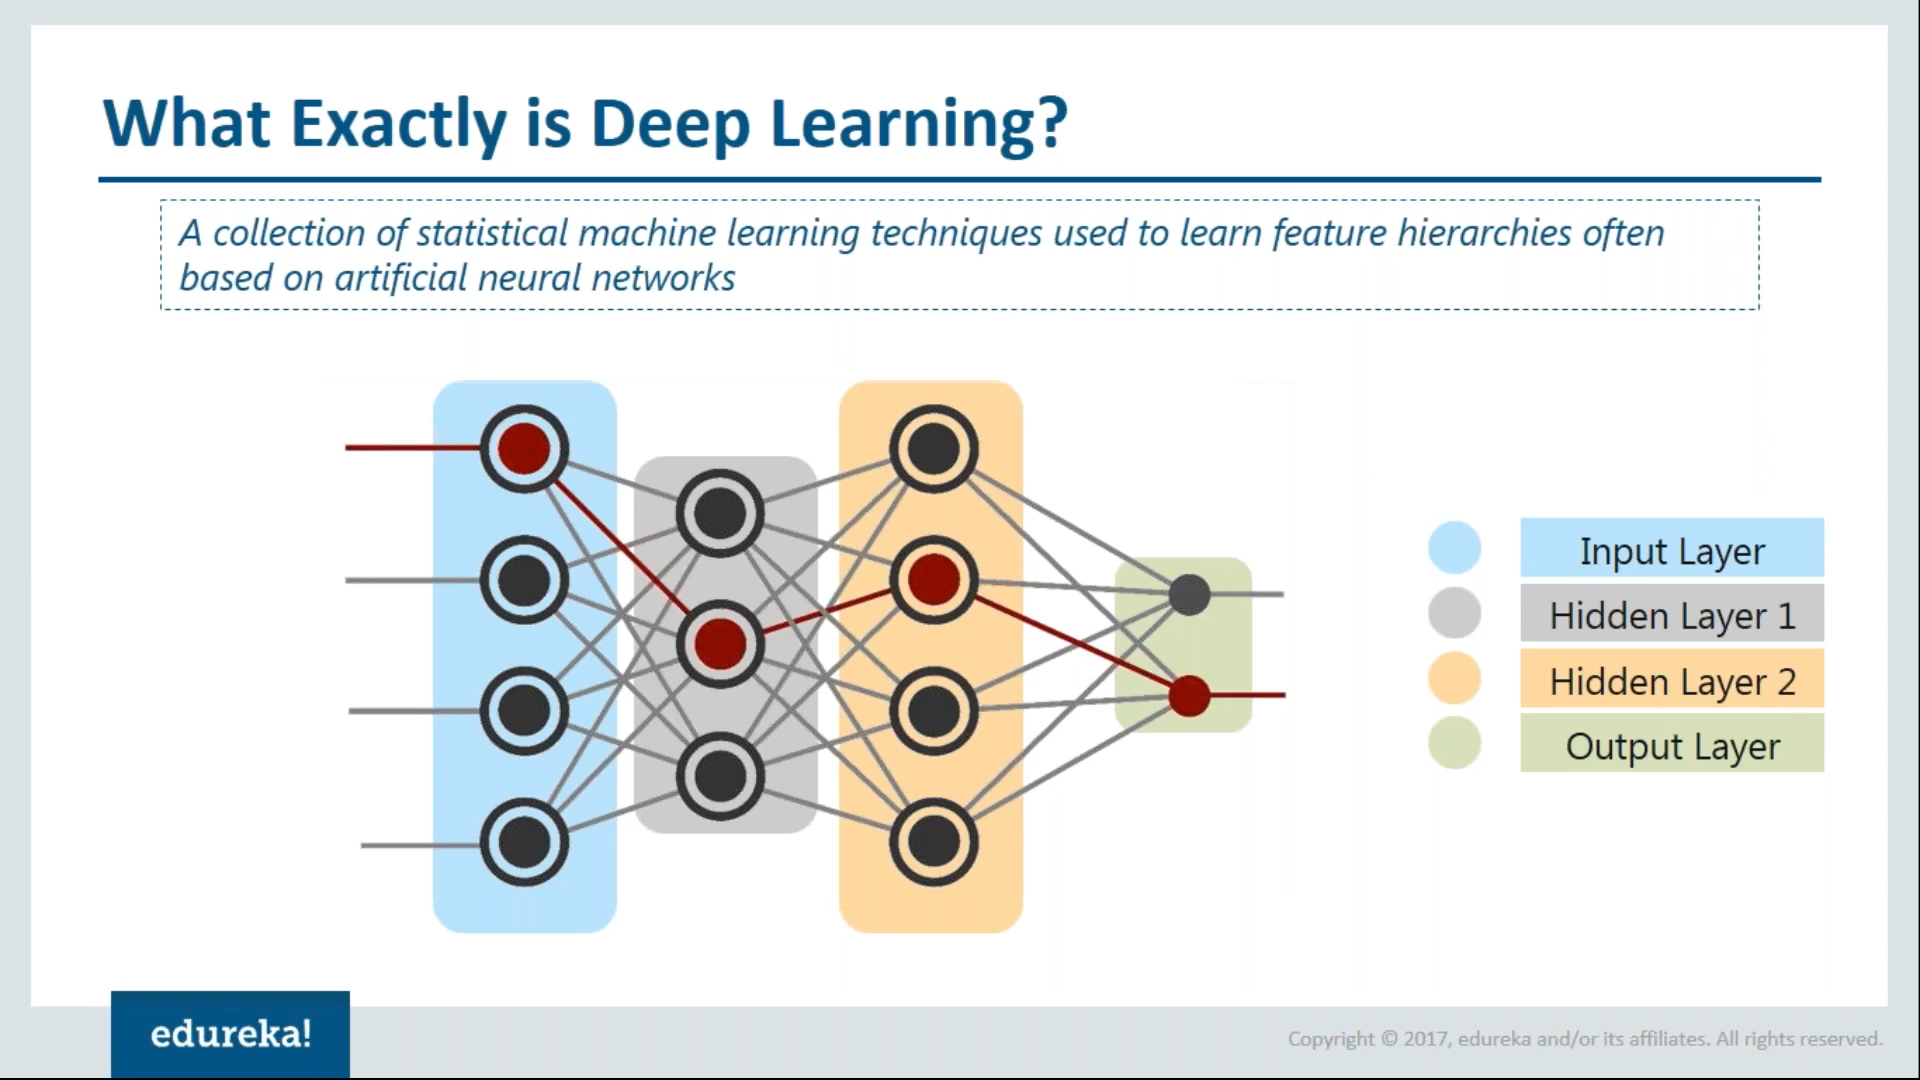 What Exactly is Deep Learning?
A collection of statistical machine learning techniques used to learn feature hierarchies often
based on artificial neural networks
Input Layer
Hidden Layer 1
Hidden Layer 2
Output Layer
edureka!
Copyright © 2017, edureka and/or its affiliates. All rights reserved.